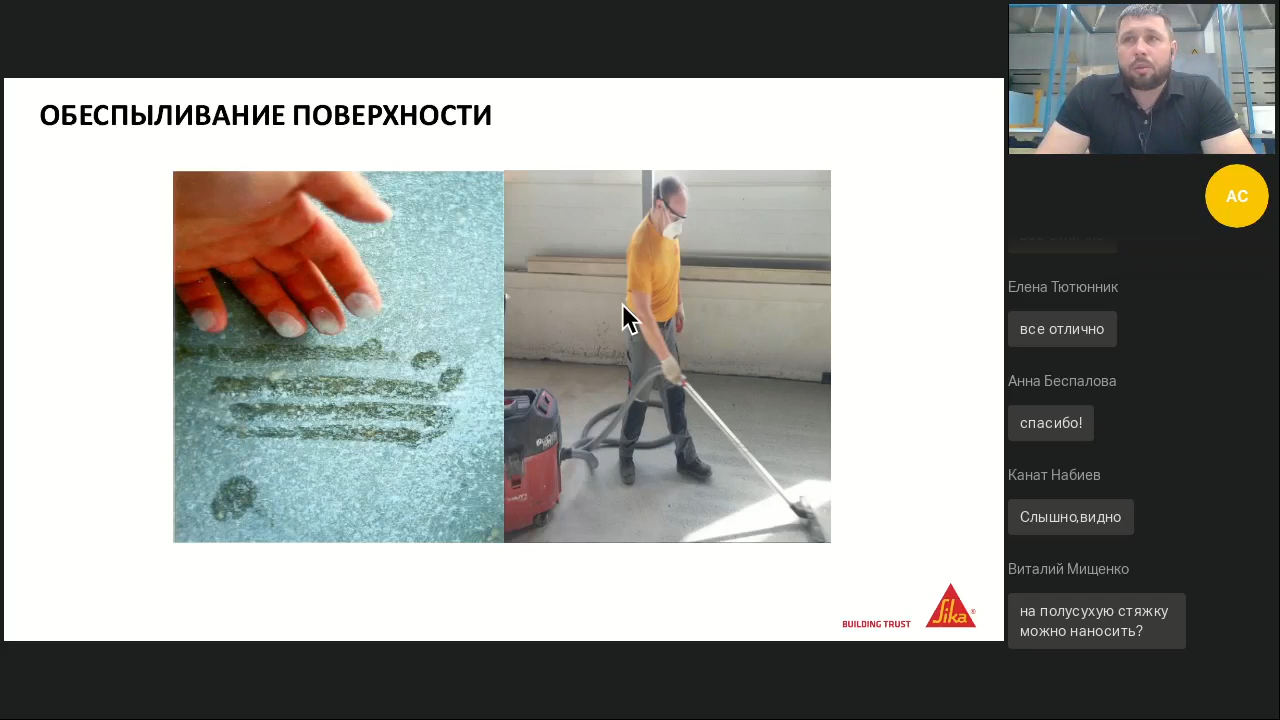 ОБЕСПЫЛИВАНИЕ ПОВЕРХНОСТИ
BUILDING TRUST
Sika®
АС
Елена Тютюнник
все отлично
Анна Беспалова
спасибо!
Канат Набиев
Слышно,видно
Виталий Мищенко
на полусухую стяжку
можно наносить?